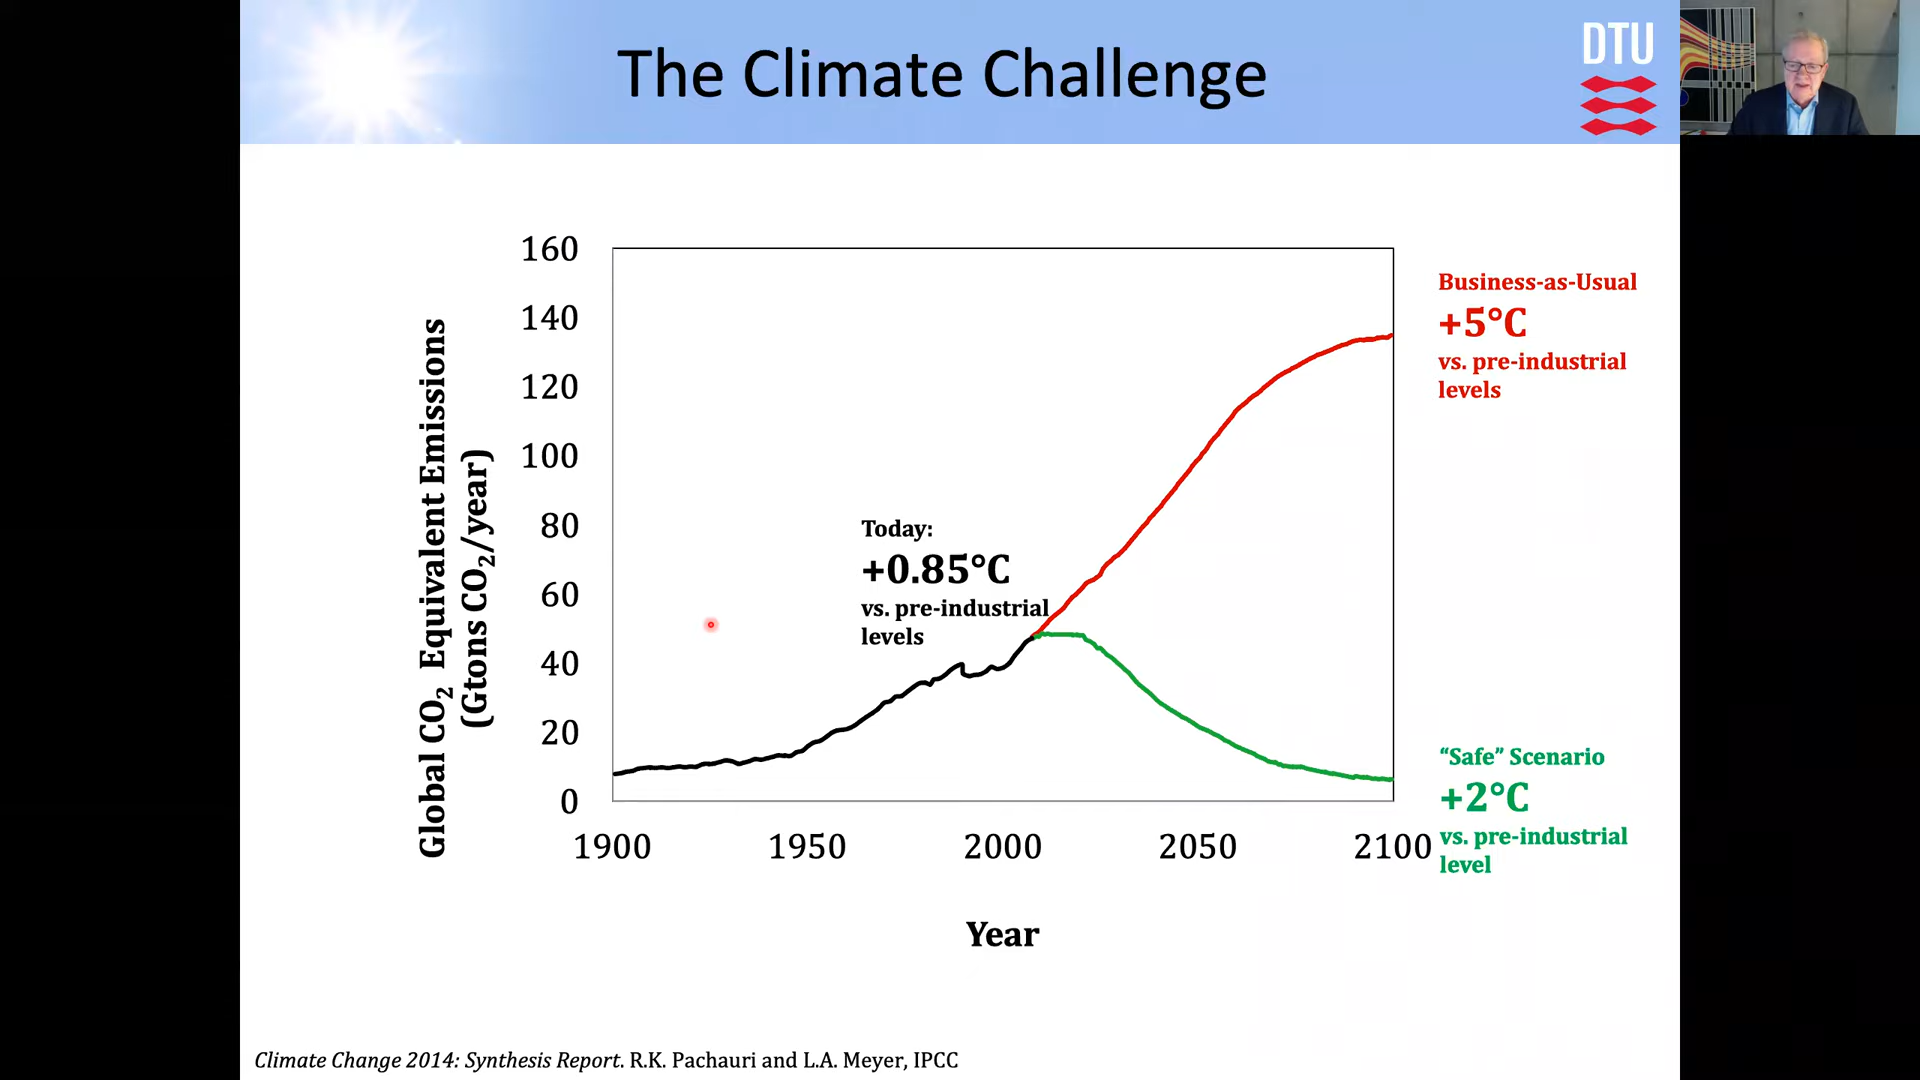 The Climate Challenge
DTU
160
140
120
100
80
60
40
20
0
Global CO₂ Equivalent Emissions
(Gtons CO₂/year)
1900 1950 2000 2050 2100
Year
Today:
+0.85°C
vs. pre-industrial
levels
Business-as-Usual
+5°C
vs. pre-industrial
levels
“Safe” Scenario
+2°C
vs. pre-industrial
level
Climate Change 2014: Synthesis Report. R.K. Pachauri and L.A. Meyer, IPCC